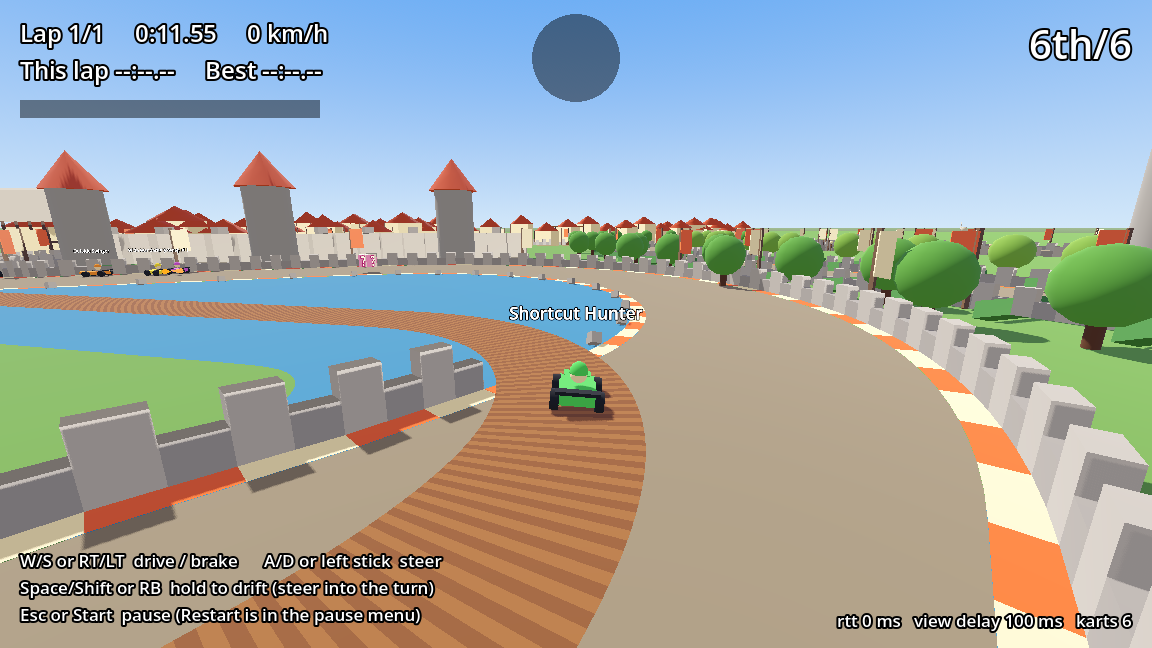 Lap 1/1 0:11.55 0 km/h
6th/6
This lap --:--.-- Best --:--.--
Shortcut Hunter
W/S or RT/LT drive / brake A/D or left stick steer
Space/Shift or RB hold to drift (steer into the turn)
Esc or Start pause (Restart is in the pause menu)
rtt 0 ms view delay 100 ms karts 6